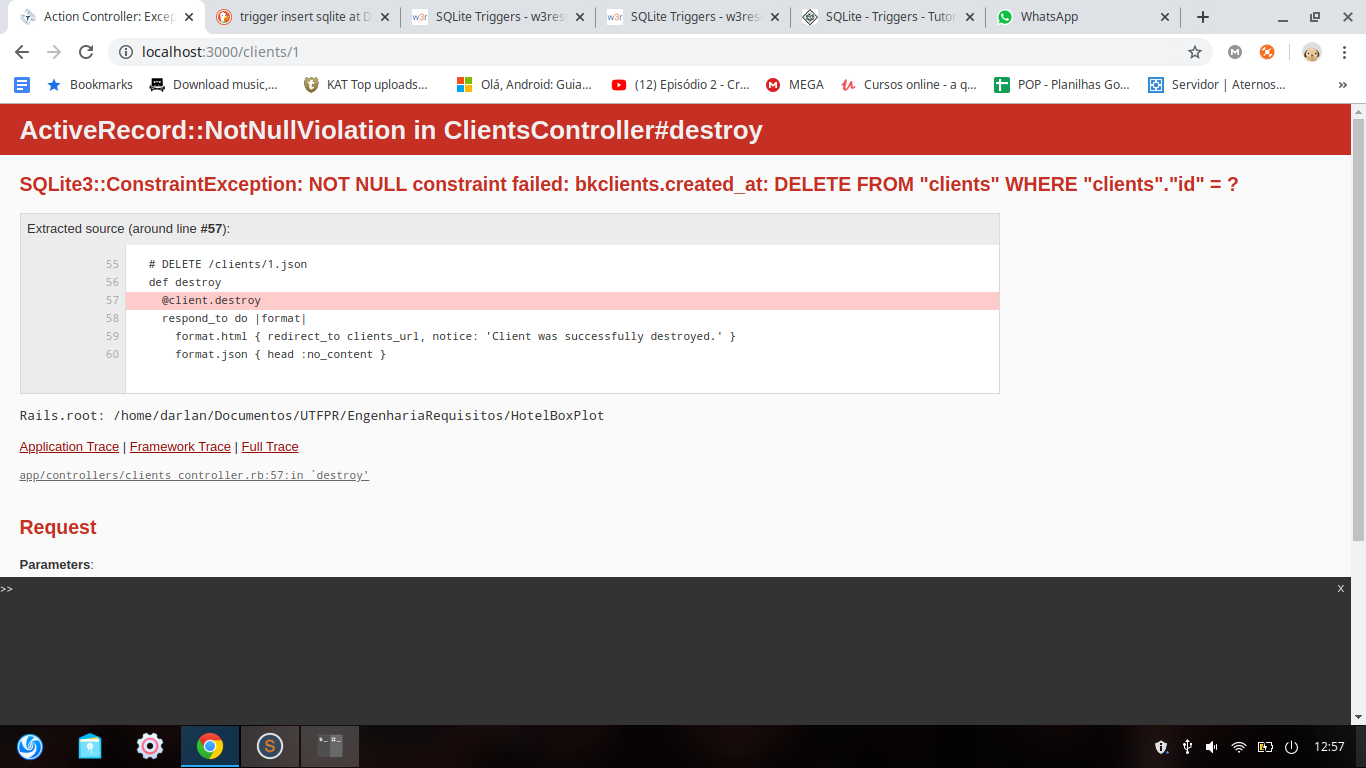 Action Controller: Excep
trigger insert sqlite at D
w3r
SQLite Triggers - w3res
w3r
SQLite Triggers - w3res
SQLite - Triggers - Tutor
WhatsApp
localhost:3000/clients/1
Bookmarks
Download music,...
KAT Top uploads...
Olá, Android: Guia...
(12) Episódio 2 - Cr...
MEGA
Cursos online - a q...
POP - Planilhas Go...
Servidor | Aternos...
»
ActiveRecord::NotNullViolation in ClientsController#destroy
SQLite3::ConstraintException: NOT NULL constraint failed: bkclients.created_at: DELETE FROM "clients" WHERE "clients"."id" = ?
Extracted source (around line #57):
55 # DELETE /clients/1.json
56 def destroy
57 @client.destroy
58 respond_to do |format|
59 format.html { redirect_to clients_url, notice: 'Client was successfully destroyed.' }
60 format.json { head :no_content }
Rails.root: /home/darlan/Documentos/UTFPR/EngenhariaRequisitos/HotelBoxPlot
Application Trace | Framework Trace | Full Trace
app/controllers/clients_controller.rb:57:in `destroy'
Request
Parameters:
>>
x
12:57